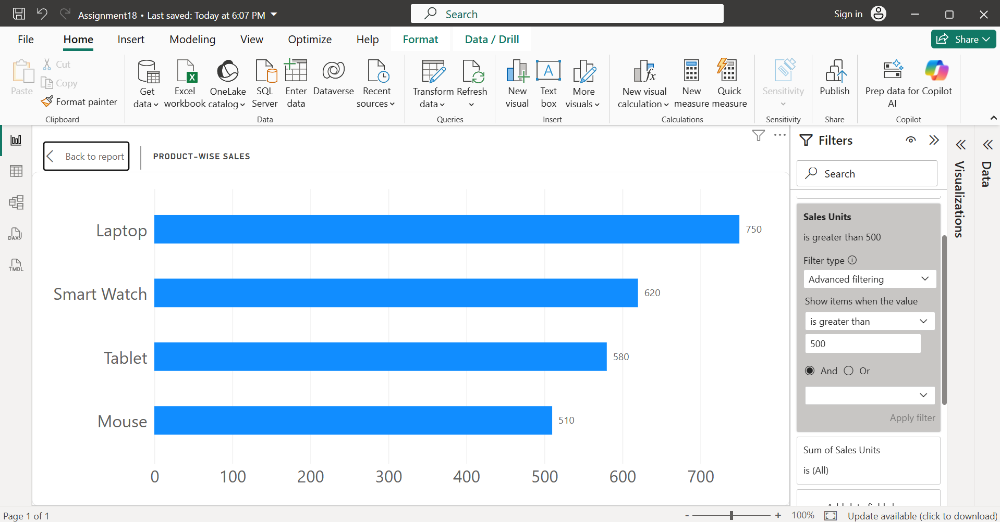 Assignment18 • Last saved: Today at 6:07 PM
Search
Sign in
File
Home
Insert
Modeling
View
Optimize
Help
Format
Data / Drill
Share
Paste
Cut
Copy
Format painter
Clipboard
Get data
Excel workbook
OneLake catalog
SQL Server
Enter data
Dataverse
Recent sources
Data
Transform data
Refresh
Queries
New visual
Text box
More visuals
Insert
New visual calculation
New measure
Quick measure
Calculations
Sensitivity
Sensitivity
Publish
Share
Prep data for AI
Copilot
Copilot
DAX
TMDL
Back to report
PRODUCT-WISE SALES
Laptop
750
Smart Watch
620
Tablet
580
Mouse
510
0 100 200 300 400 500 600 700
Filters
Search
Sales Units
is greater than 500
Filter type
Advanced filtering
Show items when the value
is greater than
500
And Or
Apply filter
Sum of Sales Units
is (All)
Visualizations
Data
Page 1 of 1
- + 100%
Update available (click to download)